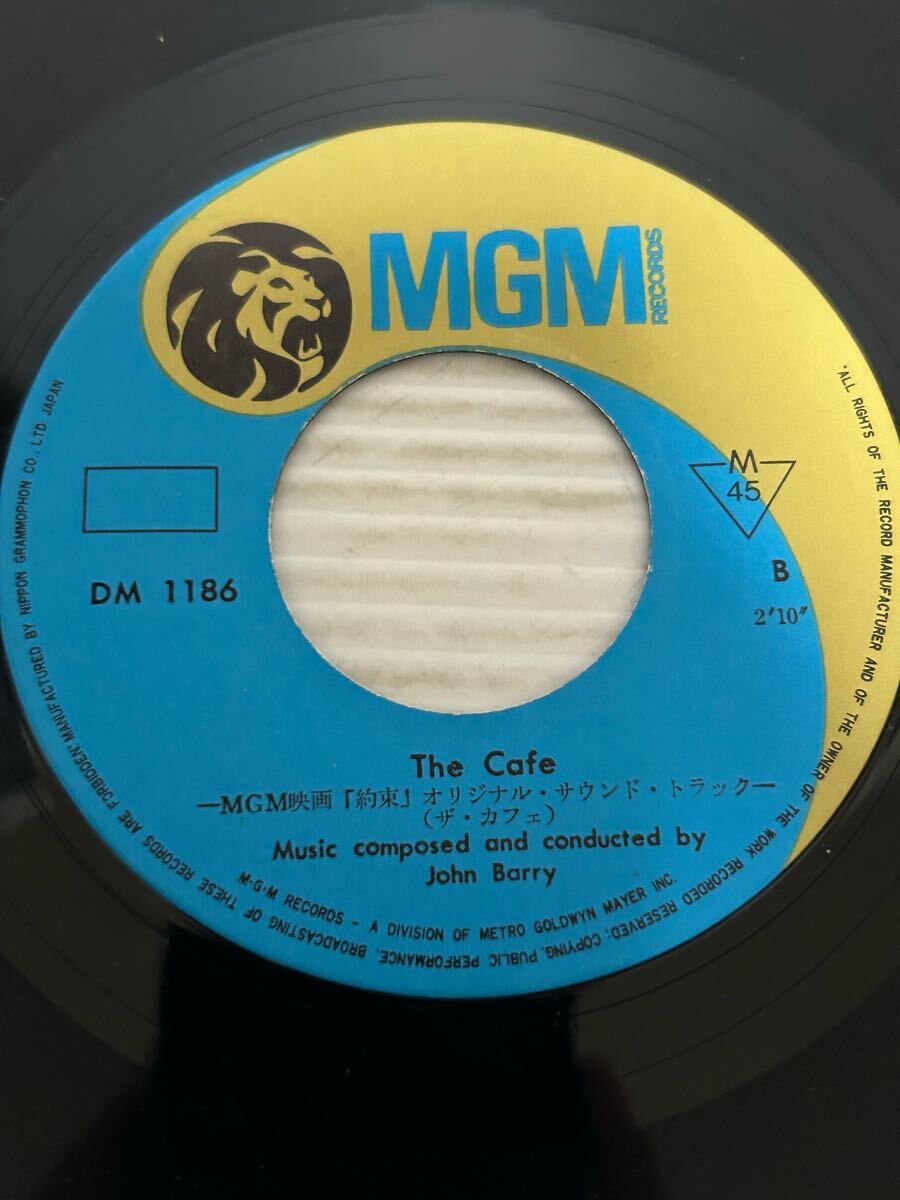 MGM
RECORDS
M
45
DM 1186
B
2′10″
The Cafe
—MGM映画「約束」オリジナル・サウンド・トラック—
(ザ・カフェ)
Music composed and conducted by
John Barry
M-G-M RECORDS - A DIVISION OF METRO GOLDWYN MAYER INC.
"ALL RIGHTS OF THE RECORD MANUFACTURER AND OF THE OWNER OF THE WORK RECORDED RESERVED; COPYING, PUBLIC PERFORMANCE, BROADCASTING OF THESE RECORDS ARE FORBIDDEN" MANUFACTURED BY NIPPON GRAMMOPHON CO., LTD. JAPAN